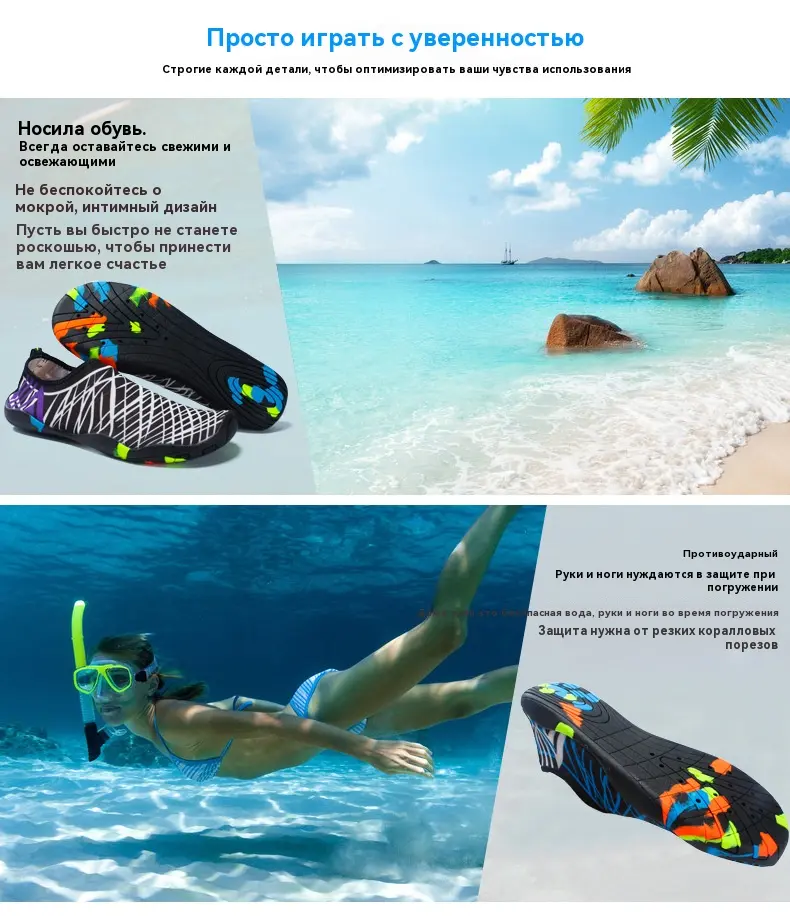 Просто играть с уверенностью
Строгие каждой детали, чтобы оптимизировать ваши чувства использования
Носила обувь.
Всегда оставайтесь свежими и
освежающими
Не беспокойтесь о
мокрой, интимный дизайн
Пусть вы быстро не станете
роскошью, чтобы принести
вам легкое счастье
Противоударный
Руки и ноги нуждаются в защите при
погружении
вода, руки и ноги во время погружения
Защита нужна от резких коралловых
порезов